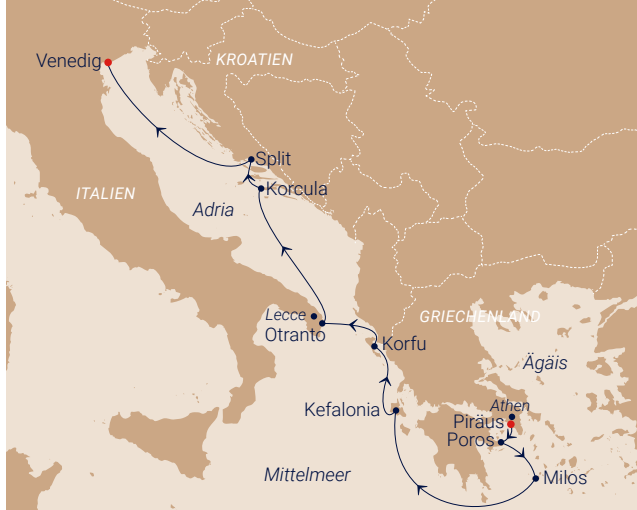 Venedig
KROATIEN
Split
Korcula
ITALIEN
Adria
Lecce
Otranto
GRIECHENLAND
Korfu
Ägäis
Kefalonia
Athen
Piräus
Poros
Mittelmeer
Milos